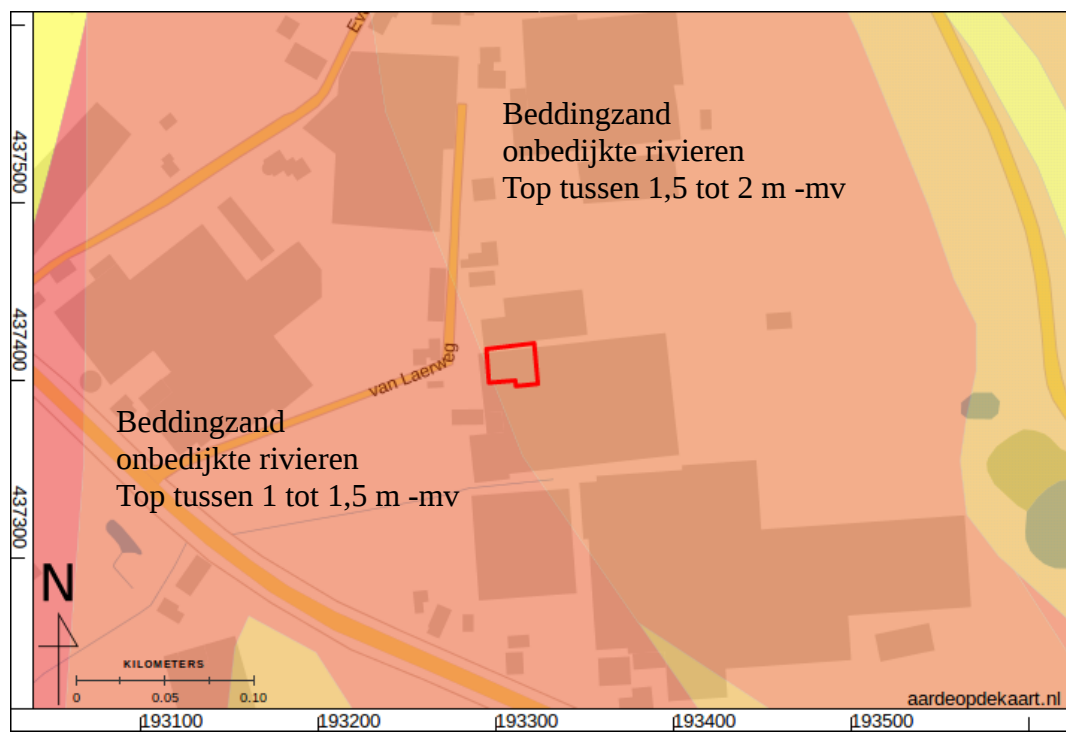 Eve
Beddingzand
onbedijkte rivieren
Top tussen 1,5 tot 2 m -mv
437500
437400
437300
van Laerweg
Beddingzand
onbedijkte rivieren
Top tussen 1 tot 1,5 m -mv
N
KILOMETERS
0 0.05 0.10
aardeopdekaart.nl
193100 193200 193300 193400 193500